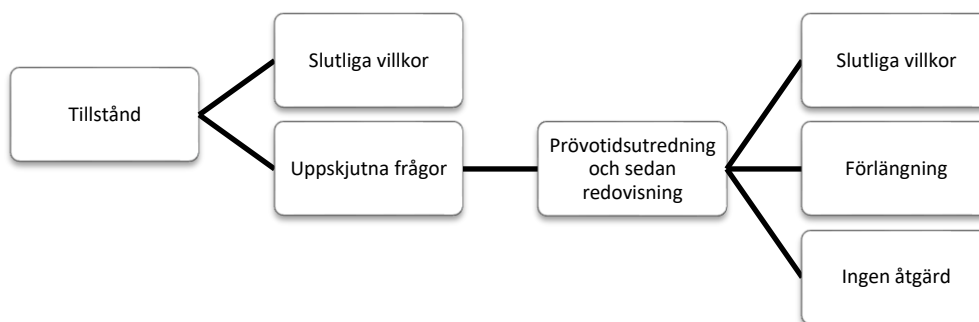 Tillstånd
Slutliga villkor
Uppskjutna frågor
Prövotidsutredning
och sedan
redovisning
Slutliga villkor
Förlängning
Ingen åtgärd